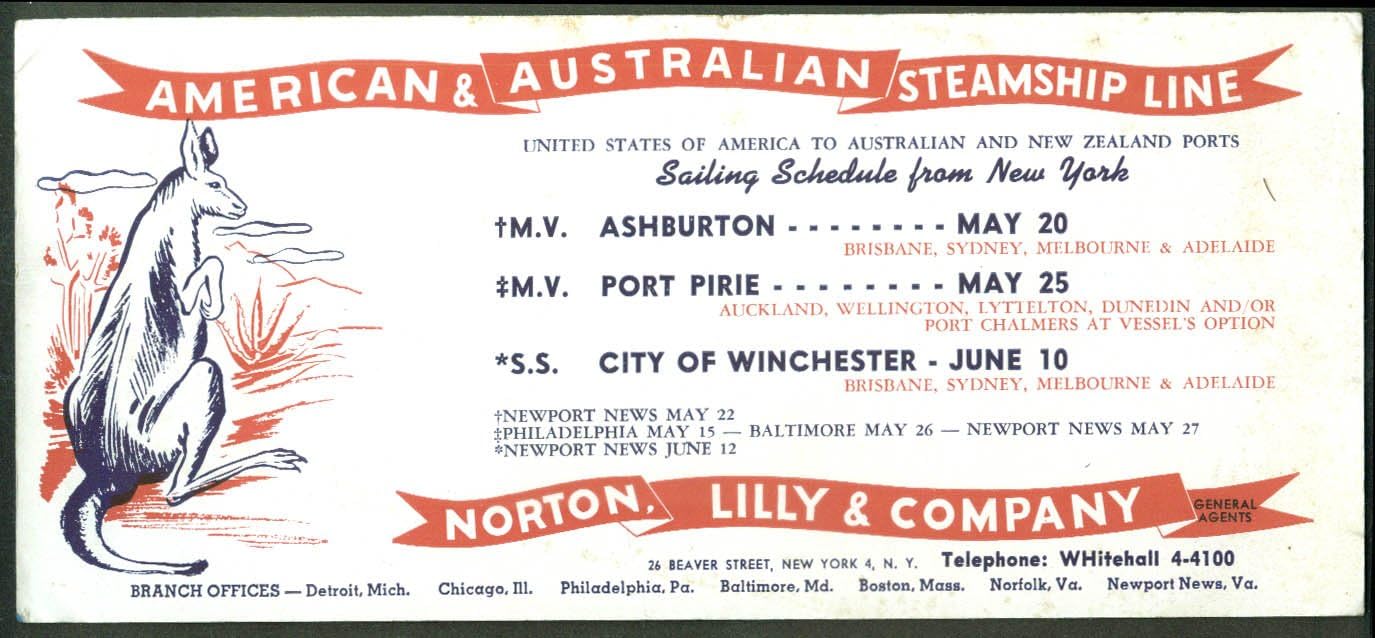 AMERICAN & AUSTRALIAN STEAMSHIP LINE
UNITED STATES OF AMERICA TO AUSTRALIAN AND NEW ZEALAND PORTS
Sailing Schedule from New York
†M.V. ASHBURTON - - - - - - - - MAY 20
BRISBANE, SYDNEY, MELBOURNE & ADELAIDE
‡M.V. PORT PIRIE - - - - - - - - - MAY 25
AUCKLAND, WELLINGTON, LYTTELTON, DUNEDIN AND/OR
PORT CHALMERS AT VESSEL'S OPTION
*S.S. CITY OF WINCHESTER - JUNE 10
BRISBANE, SYDNEY, MELBOURNE & ADELAIDE
†NEWPORT NEWS MAY 22
‡PHILADELPHIA MAY 15 — BALTIMORE MAY 26 — NEWPORT NEWS MAY 27
*NEWPORT NEWS JUNE 12
NORTON, LILLY & COMPANY GENERAL
AGENTS
26 BEAVER STREET, NEW YORK 4, N. Y. Telephone: WHitehall 4-4100
BRANCH OFFICES — Detroit, Mich. Chicago, Ill. Philadelphia, Pa. Baltimore, Md. Boston, Mass. Norfolk, Va. Newport News, Va.